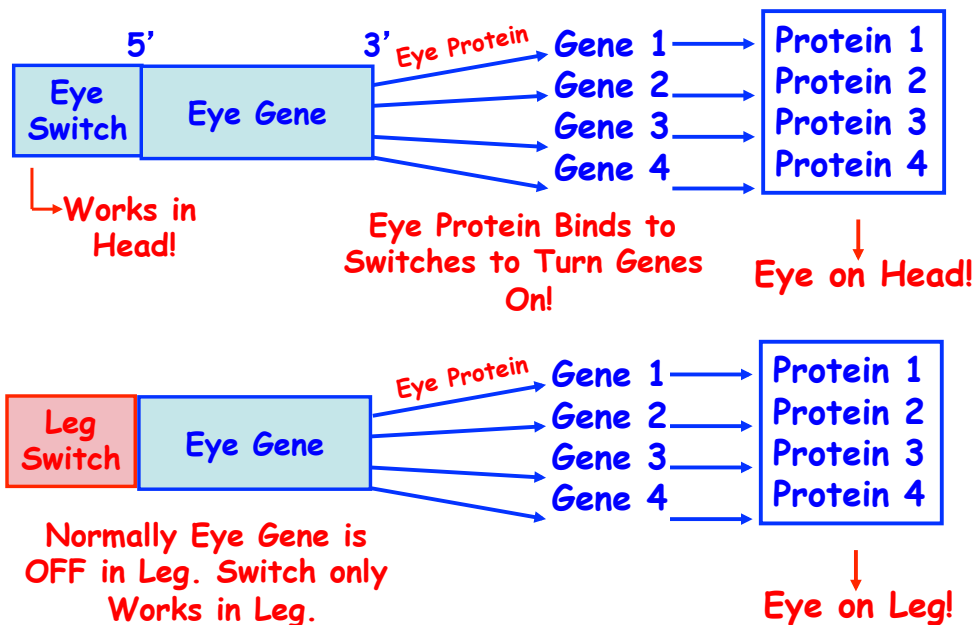 5’ 3’
Eye Protein
Eye
Switch
Eye Gene
Gene 1
Gene 2
Gene 3
Gene 4
Protein 1
Protein 2
Protein 3
Protein 4
Works in
Head!
Eye Protein Binds to
Switches to Turn Genes
On!
Eye on Head!
Eye Protein
Leg
Switch
Eye Gene
Gene 1
Gene 2
Gene 3
Gene 4
Protein 1
Protein 2
Protein 3
Protein 4
Normally Eye Gene is
OFF in Leg. Switch only
Works in Leg.
Eye on Leg!